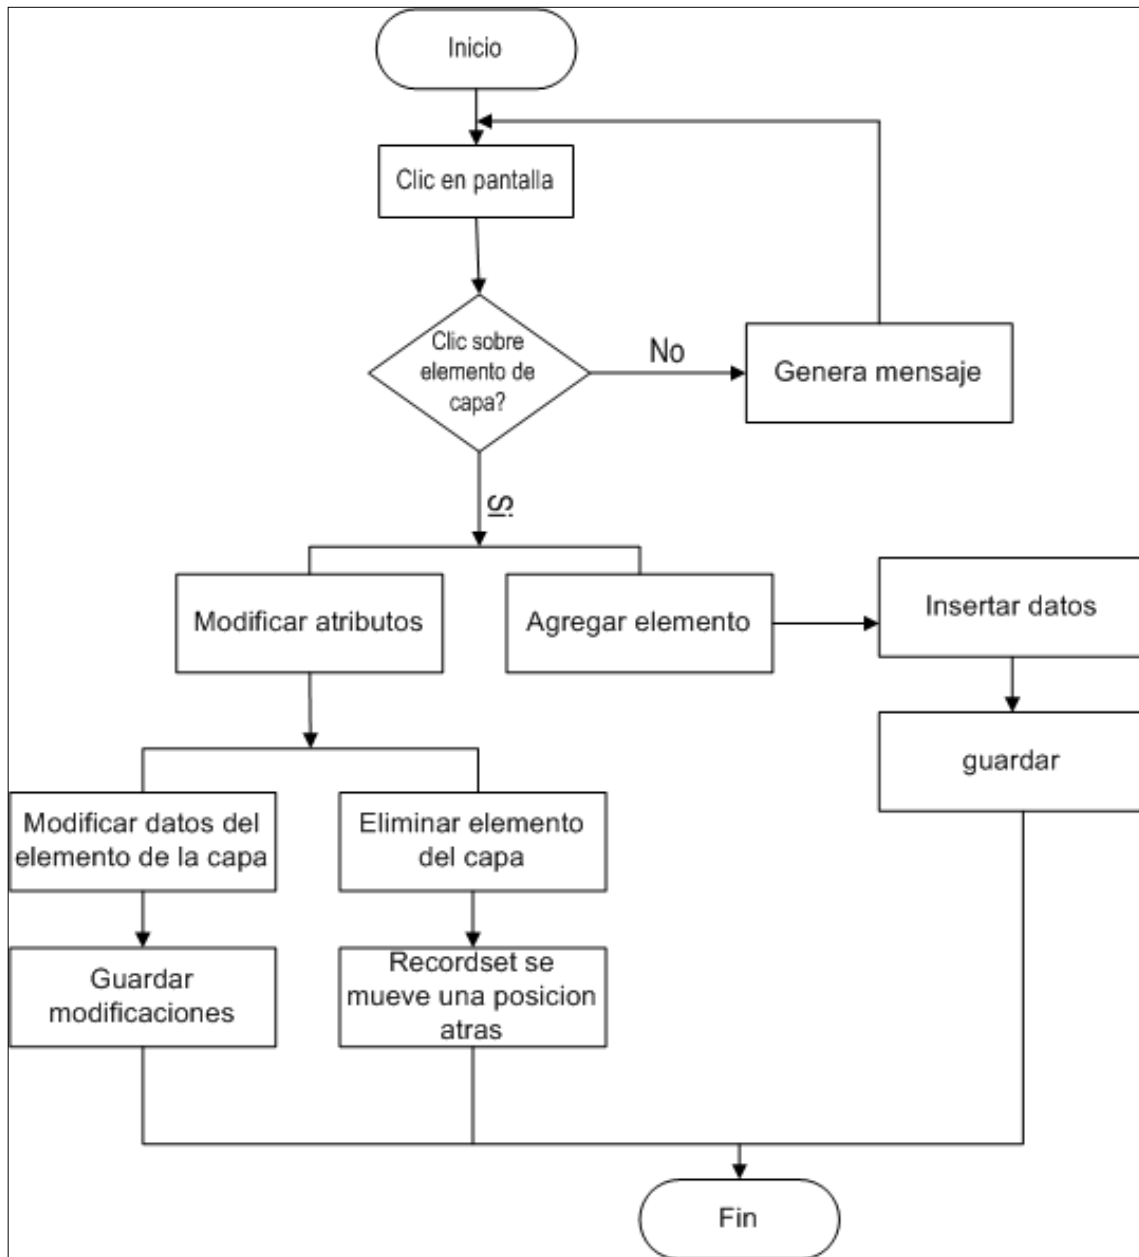 Inicio
Clic en pantalla
Clic sobre
elemento de
capa?
No
Genera mensaje
Si
Modificar atributos
Agregar elemento
Insertar datos
guardar
Modificar datos del
elemento de la capa
Eliminar elemento
del capa
Guardar
modificaciones
Recordset se
mueve una posicion
atras
Fin